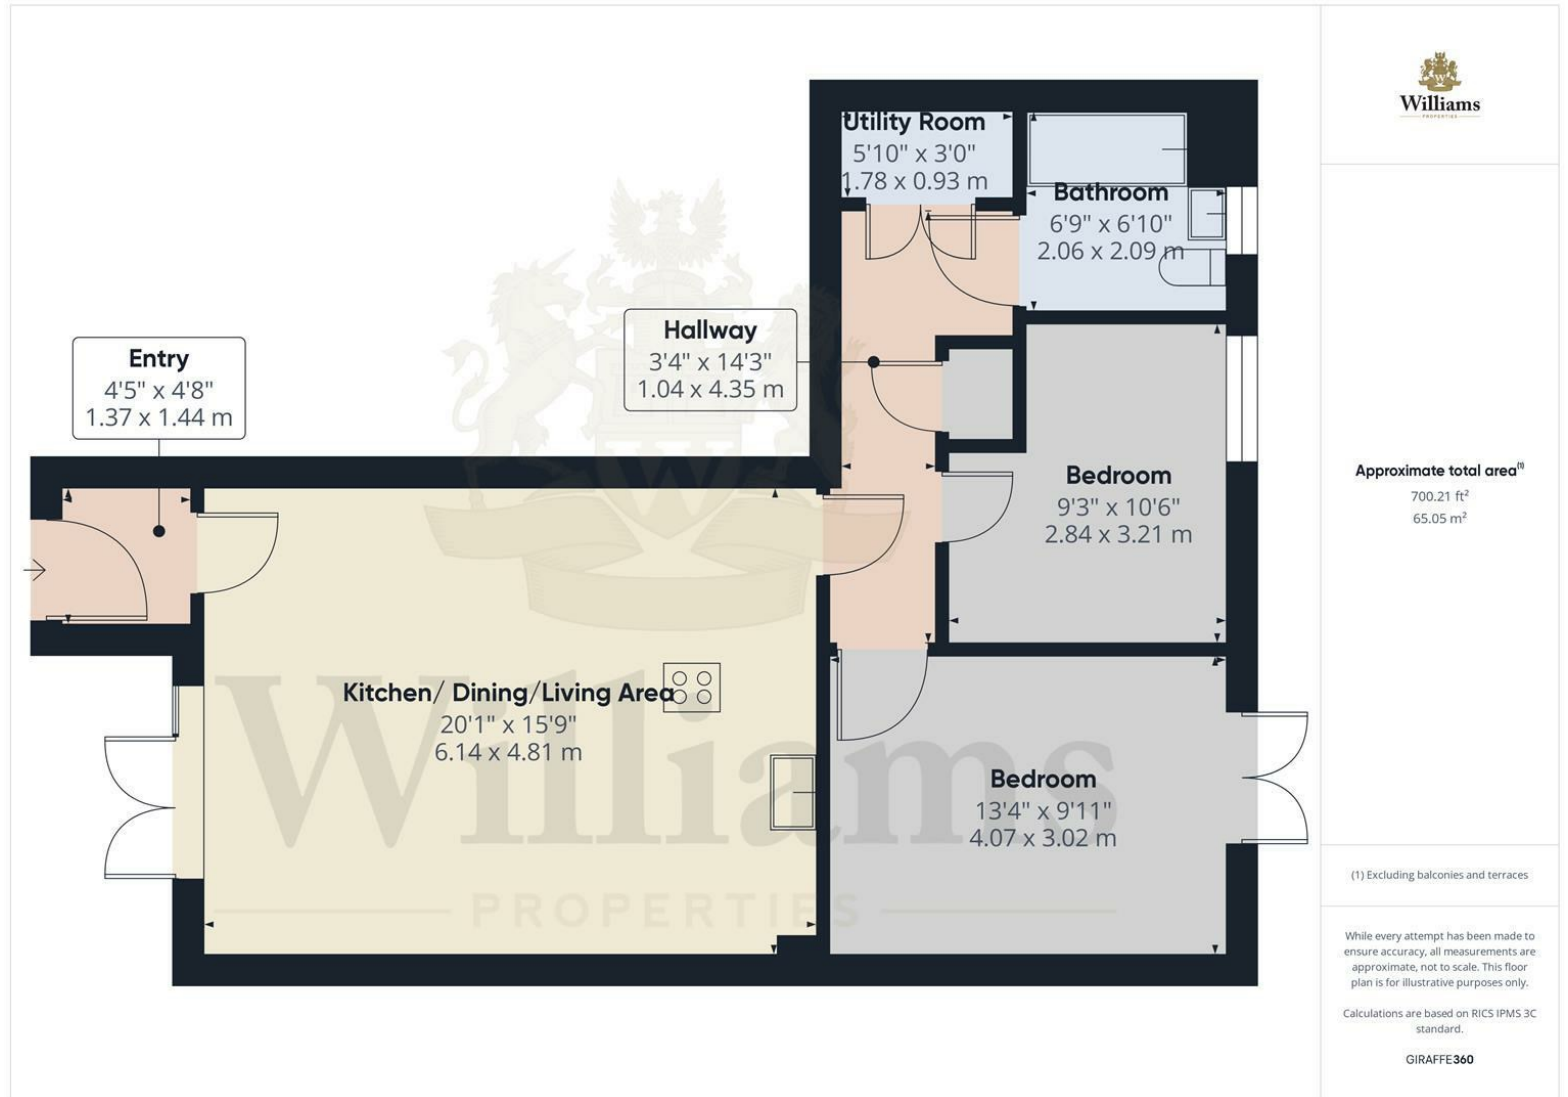 Utility Room
5'10" x 3'0"
1.78 x 0.93 m
Bathroom
6'9" x 6'10"
2.06 x 2.09 m
Hallway
3'4" x 14'3"
1.04 x 4.35 m
Entry
4'5" x 4'8"
1.37 x 1.44 m
Bedroom
9'3" x 10'6"
2.84 x 3.21 m
Kitchen/ Dining/Living Area
20'1" x 15'9"
6.14 x 4.81 m
Bedroom
13'4" x 9'11"
4.07 x 3.02 m
W
Williams
PROPERTIES
Williams
PROPERTIES
Approximate total area(1)
700.21 ft²
65.05 m²
(1) Excluding balconies and terraces
While every attempt has been made to
ensure accuracy, all measurements are
approximate, not to scale. This floor
plan is for illustrative purposes only.
Calculations are based on RICS IPMS 3C
standard.
GIRAFFE360